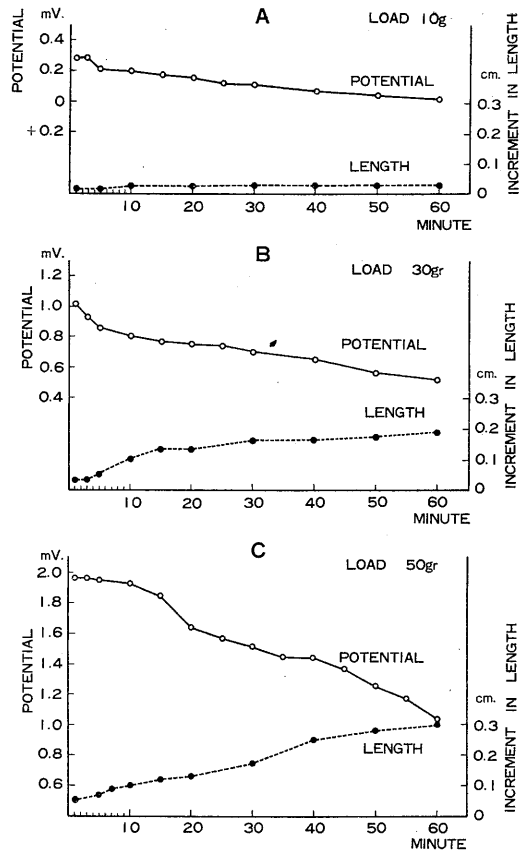 A
mV.
LOAD 10g
POTENTIAL
0.4
0.2
0
+0.2
POTENTIAL
LENGTH
cm.
0.3
0.2
0.1
0
INCREMENT IN LENGTH
10 20 30 40 50 60
MINUTE
B
mV.
LOAD 30gr
POTENTIAL
1.2
1.0
0.8
0.6
0.4
POTENTIAL
LENGTH
cm.
0.3
0.2
0.1
0
INCREMENT IN LENGTH
10 20 30 40 50 60
MINUTE
C
mV.
LOAD 50gr
POTENTIAL
2.0
1.8
1.6
1.4
1.2
1.0
0.8
0.6
POTENTIAL
LENGTH
cm.
0.3
0.2
0.1
0
INCREMENT IN LENGTH
10 20 30 40 50 60
MINUTE